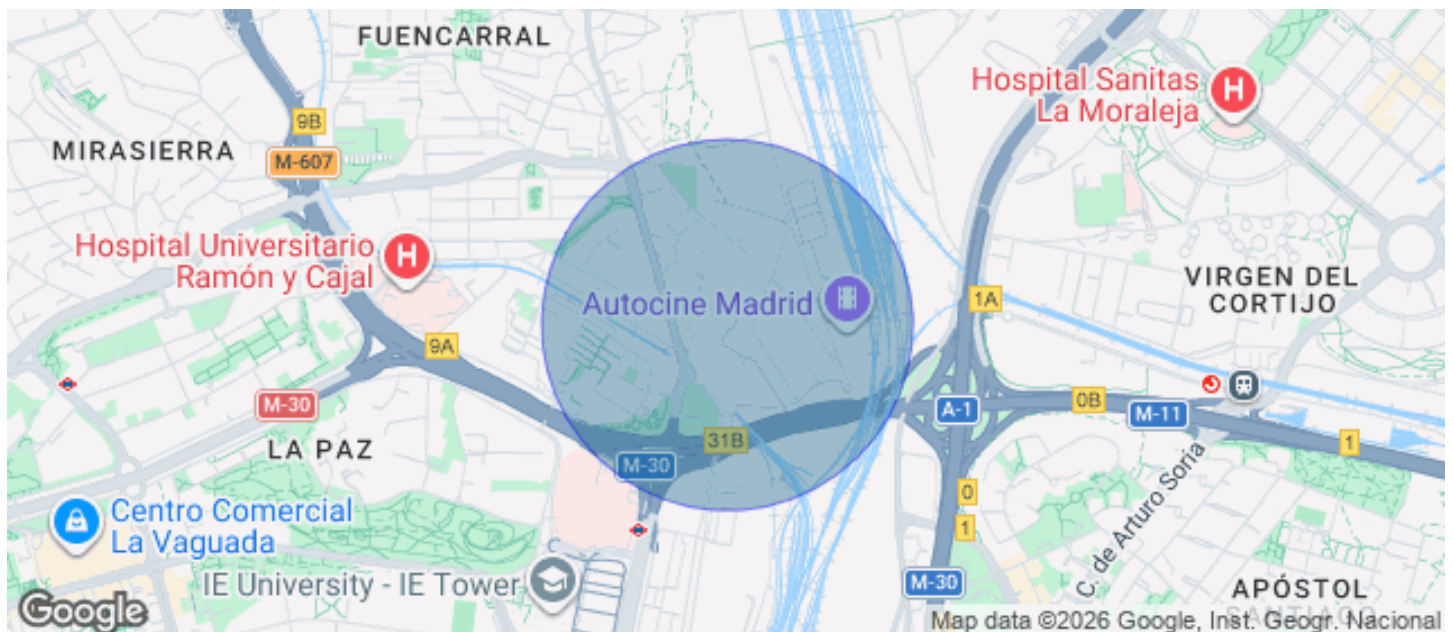 FUENCARRAL
Hospital Sanitas
La Moraleja
H
9B
MIRASIERRA
M-607
Hospital Universitario
Ramón y Cajal
H
VIRGEN DEL
CORTIJO
Autocine Madrid
1A
9A
M-30
A-1
0B
M-11
31B
1
LA PAZ
M-30
C. de Arturo Soria
0
1
Centro Comercial
La Vaguada
IE University - IE Tower
M-30
APÓSTOL
SANTIAGO
Google
Map data ©2026 Google, Inst. Geogr. Nacional